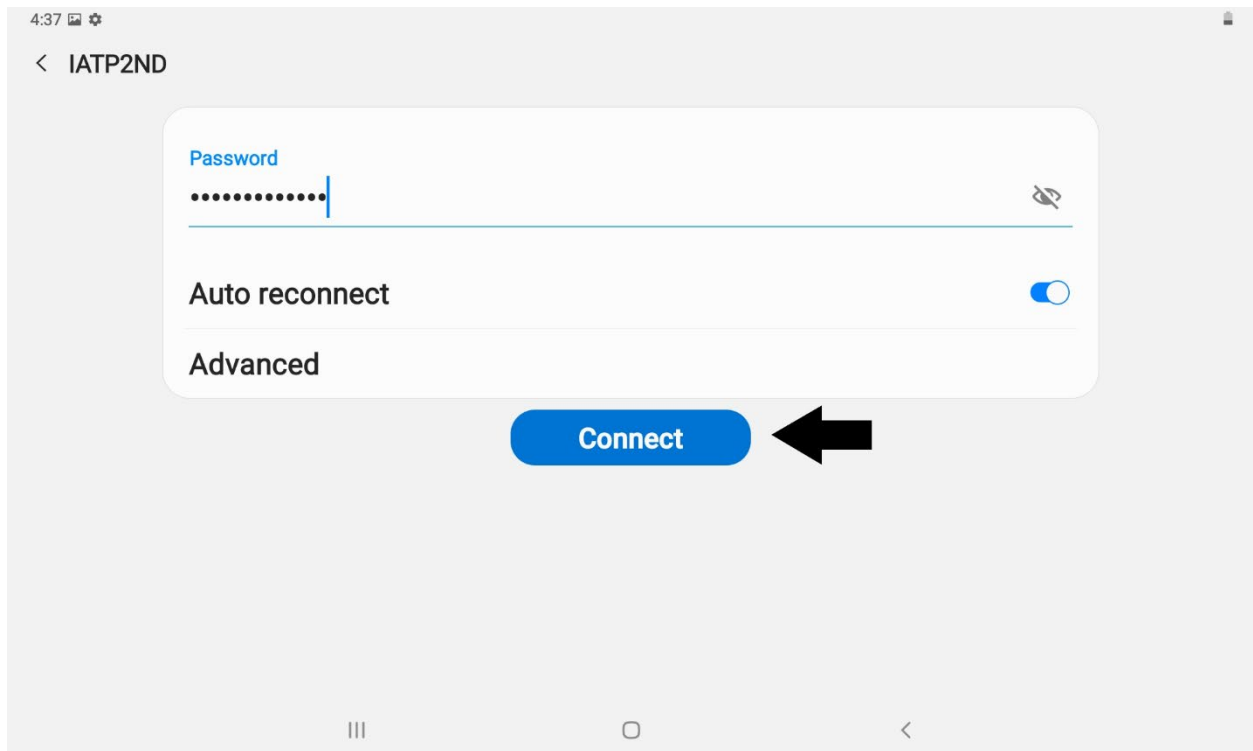 4:37
IATP2ND
Password
•••••••••••••
Auto reconnect
Advanced
Connect